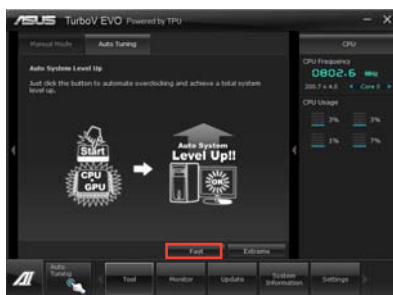 ASUS TurboV EVO Powered by TPU
Manual Mode
Auto Tuning
Auto System Level Up
Just click the button to automate overclocking and achieve a total system
level up.
Start
CPU
GPU
Auto System
Level Up!!
OK
Fast
Extreme
CPU
CPU Frequency
0802.6 MHz
200.7 x 4.0 Core 0
CPU Usage
3% 3%
1% 7%
AI
Auto
Tuning
Tool
Monitor
Update
System
Information
Settings